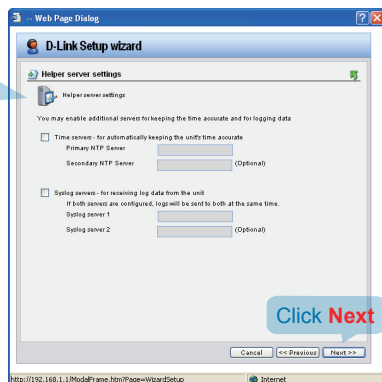 -- Web Page Dialog
D-Link Setup wizard
Helper server settings
Helper server settings
You may enable additional servers for keeping the time accurate and for logging data
Time servers - for automatically keeping the unit's time accurate
Primary NTP Server
Secondary NTP Server (Optional)
Syslog servers - for receiving log data from the unit
If both servers are configured, logs will be sent to both at the same time.
Syslog server 1
Syslog server 2 (Optional)
Click Next
Cancel << Previous Next >>
http://192.168.1.1/ModalFrame.htm?Page=WizardSetup Internet